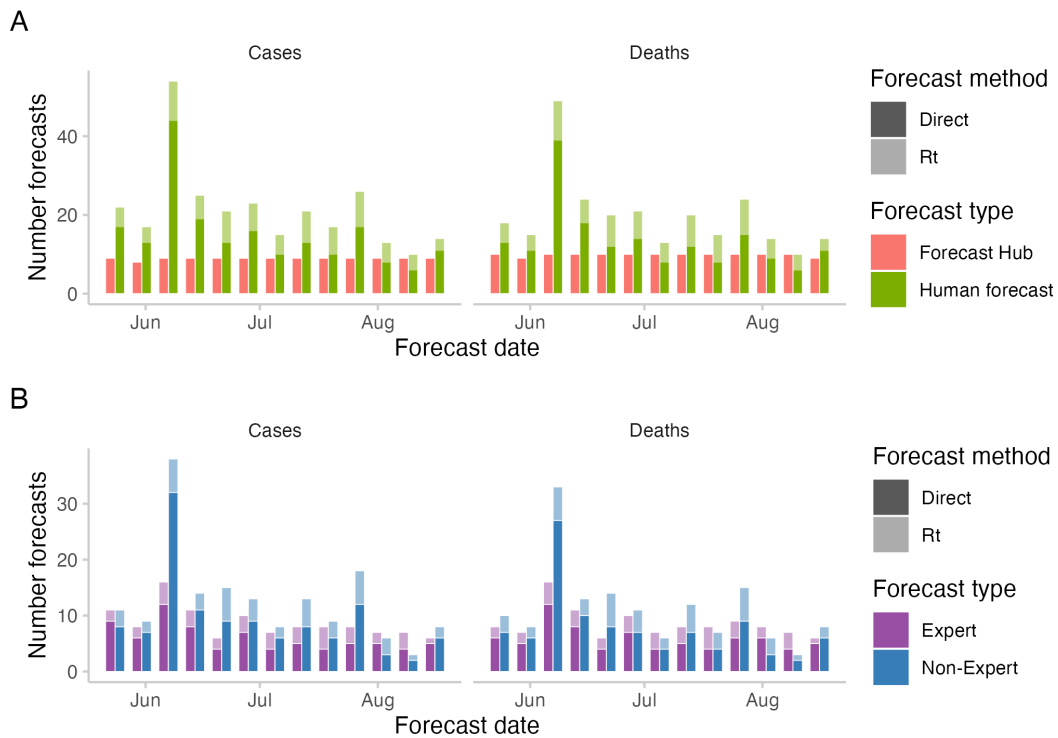 A
Cases
Deaths
Number forecasts
40
20
0
Jun
Jul
Aug
Jun
Jul
Aug
Forecast date
Forecast method
Direct
Rt
Forecast type
Forecast Hub
Human forecast
B
Cases
Deaths
Number forecasts
30
20
10
0
Jun
Jul
Aug
Jun
Jul
Aug
Forecast date
Forecast method
Direct
Rt
Forecast type
Expert
Non-Expert